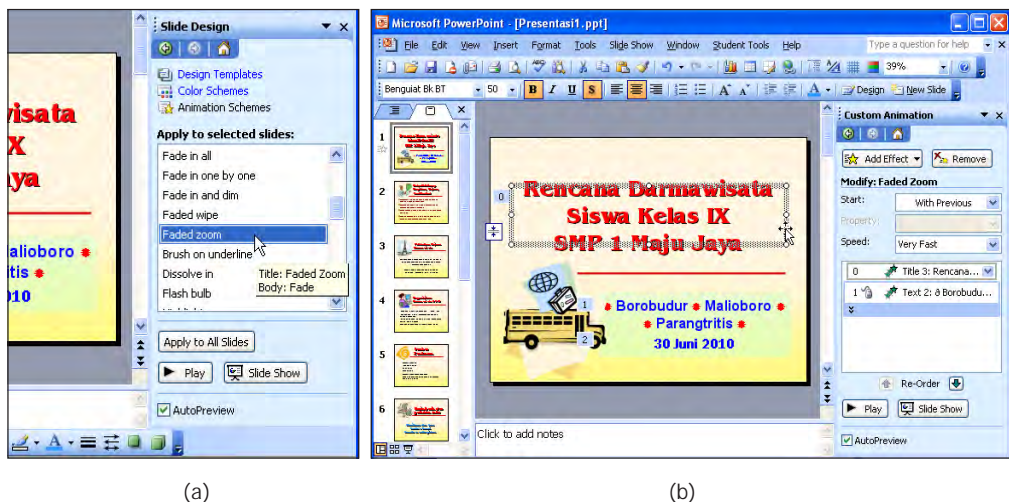 Slide Design
Design Templates
Color Schemes
Animation Schemes
Apply to selected slides:
Fade in all
Fade in one by one
Fade in and dim
Faded wipe
Faded zoom
Brush on underline
Dissolve in
Flash bulb
Title: Faded Zoom
Body: Fade
Apply to All Slides
Play
Slide Show
AutoPreview
visata
X
ya
alioboro
tis
10
(a)
Microsoft PowerPoint - [Presentasi1.ppt]
File Edit View Insert Format Tools Slide Show Window Student Tools Help
Type a question for help
39%
Benguiat Bk BT
50
B I U S
Design
New Slide
1
2
3
4
5
6
0
Rencana Darmawisata
Siswa Kelas IX
SMP 1 Maju Jaya
1
Borobudur Malioboro
Parangtritis
2
30 Juni 2010
Click to add notes
Custom Animation
Add Effect
Remove
Modify: Faded Zoom
Start: With Previous
Property:
Speed: Very Fast
0 Title 3: Rencana...
1 Text 2: ð Borobudu...
Re-Order
Play
Slide Show
AutoPreview
(b)